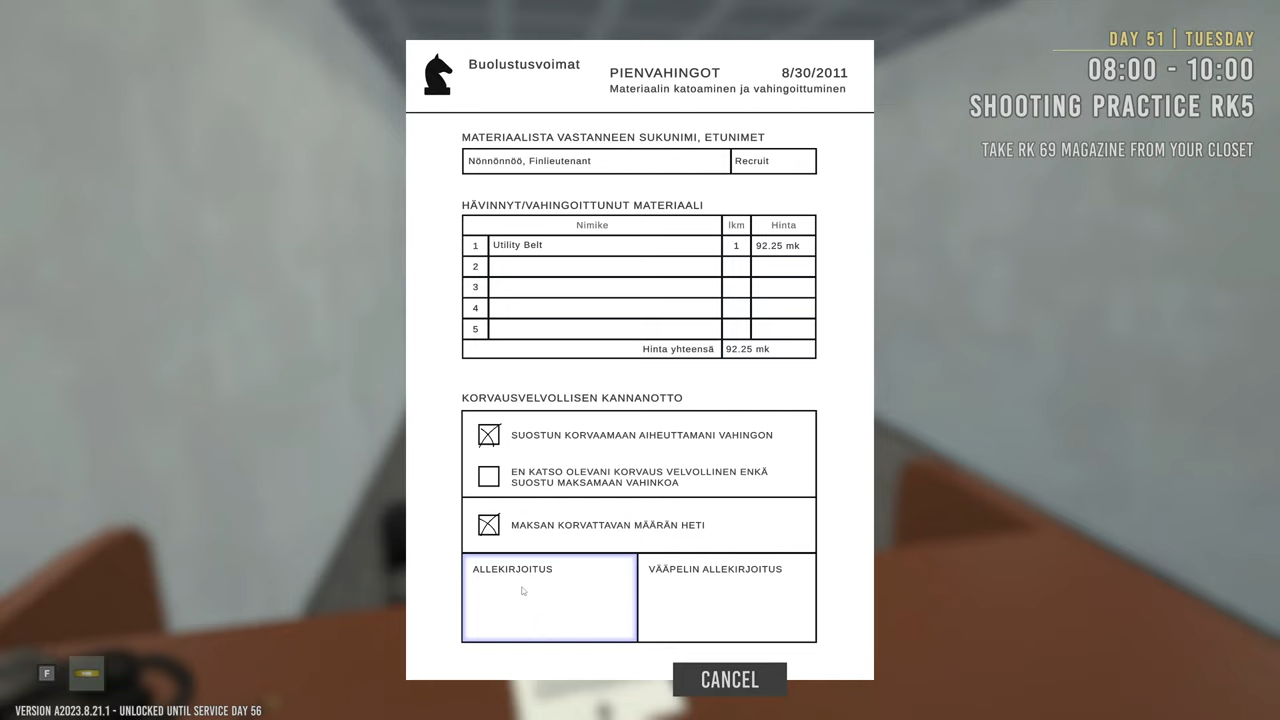 DAY 51 | TUESDAY
08:00 - 10:00
SHOOTING PRACTICE RK5
TAKE RK 69 MAGAZINE FROM YOUR CLOSET
Buolustusvoimat
PIENVAHINGOT 8/30/2011
Materiaalin katoaminen ja vahingoittuminen
MATERIAALISTA VASTANNEEN SUKUNIMI, ETUNIMET
Nönnönnöö, Finlieutenant Recruit
HÄVINNYT/VAHINGOITTUNUT MATERIAALI
Nimike lkm Hinta
1 Utility Belt 1 92.25 mk
2
3
4
5
Hinta yhteensä 92.25 mk
KORVAUSVELVOLLISEN KANNANOTTO
SUOSTUN KORVAAMAAN AIHEUTTAMANI VAHINGON
EN KATSO OLEVANI KORVAUS VELVOLLINEN ENKÄ
SUOSTU MAKSAMAAN VAHINKOA
MAKSAN KORVATTAVAN MÄÄRÄN HETI
ALLEKIRJOITUS VÄÄPELIN ALLEKIRJOITUS
F
CANCEL
VERSION A2023.8.21.1 - UNLOCKED UNTIL SERVICE DAY 56